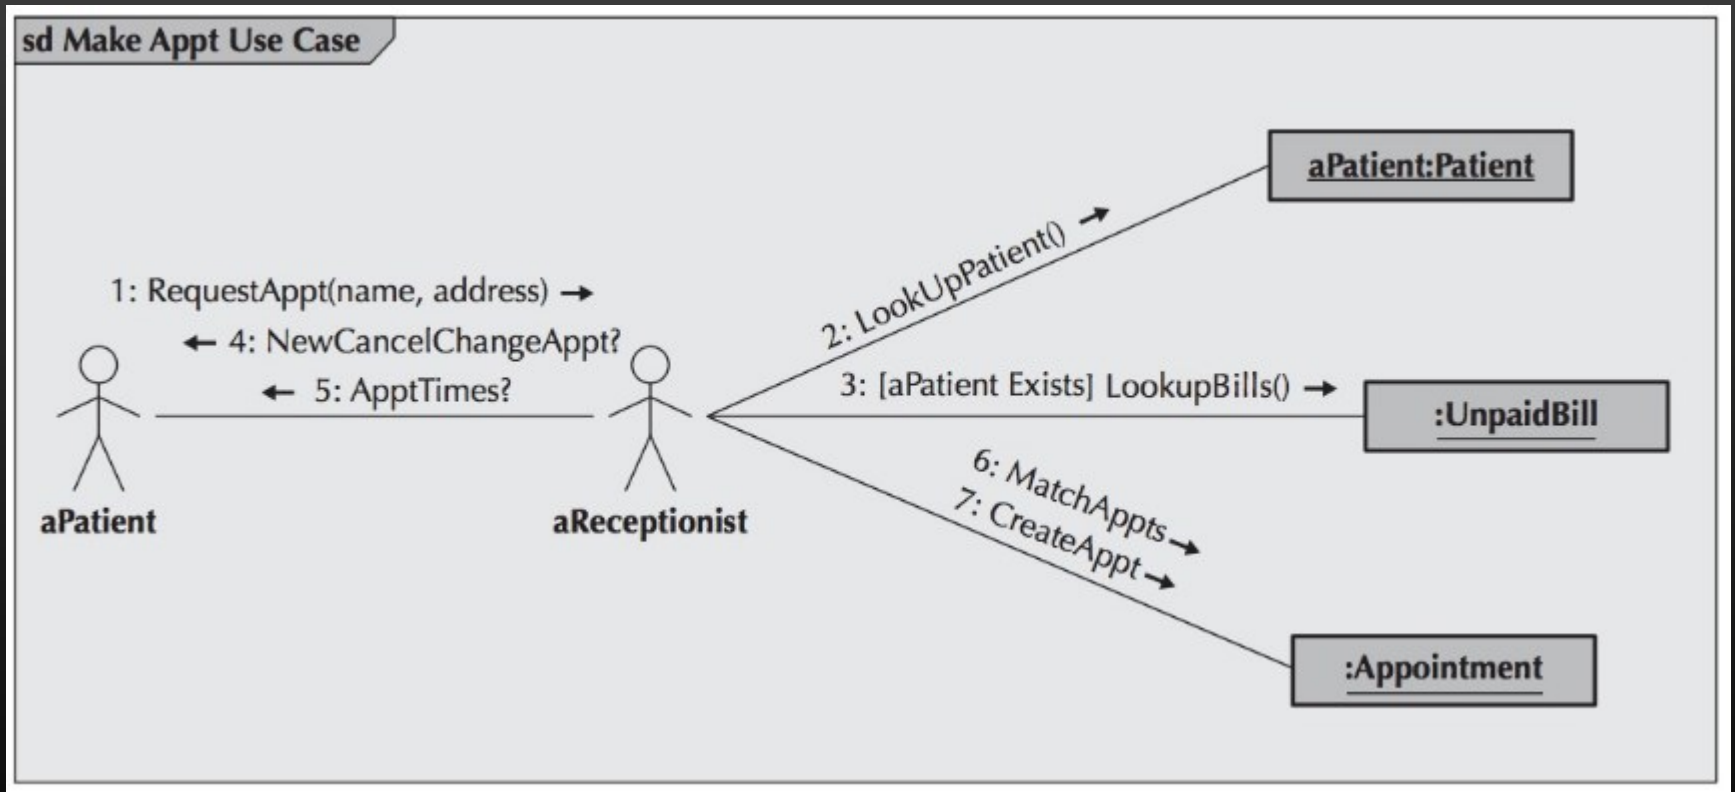 sd Make Appt Use Case
aPatient:Patient
2: LookUpPatient()
1: RequestAppt(name, address)
4: NewCancelChangeAppt?
5: ApptTimes?
3: [aPatient Exists] LookupBills()
:UnpaidBill
6: MatchAppts
7: CreateAppt
aPatient
aReceptionist
:Appointment